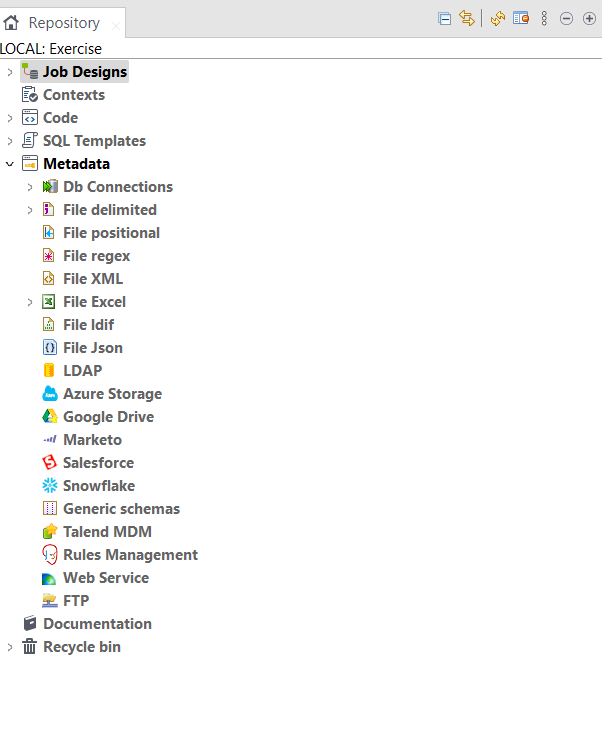 Repository
LOCAL: Exercise
Job Designs
Contexts
Code
SQL Templates
Metadata
Db Connections
File delimited
File positional
File regex
File XML
File Excel
File ldif
File Json
LDAP
Azure Storage
Google Drive
Marketo
Salesforce
Snowflake
Generic schemas
Talend MDM
Rules Management
Web Service
FTP
Documentation
Recycle bin